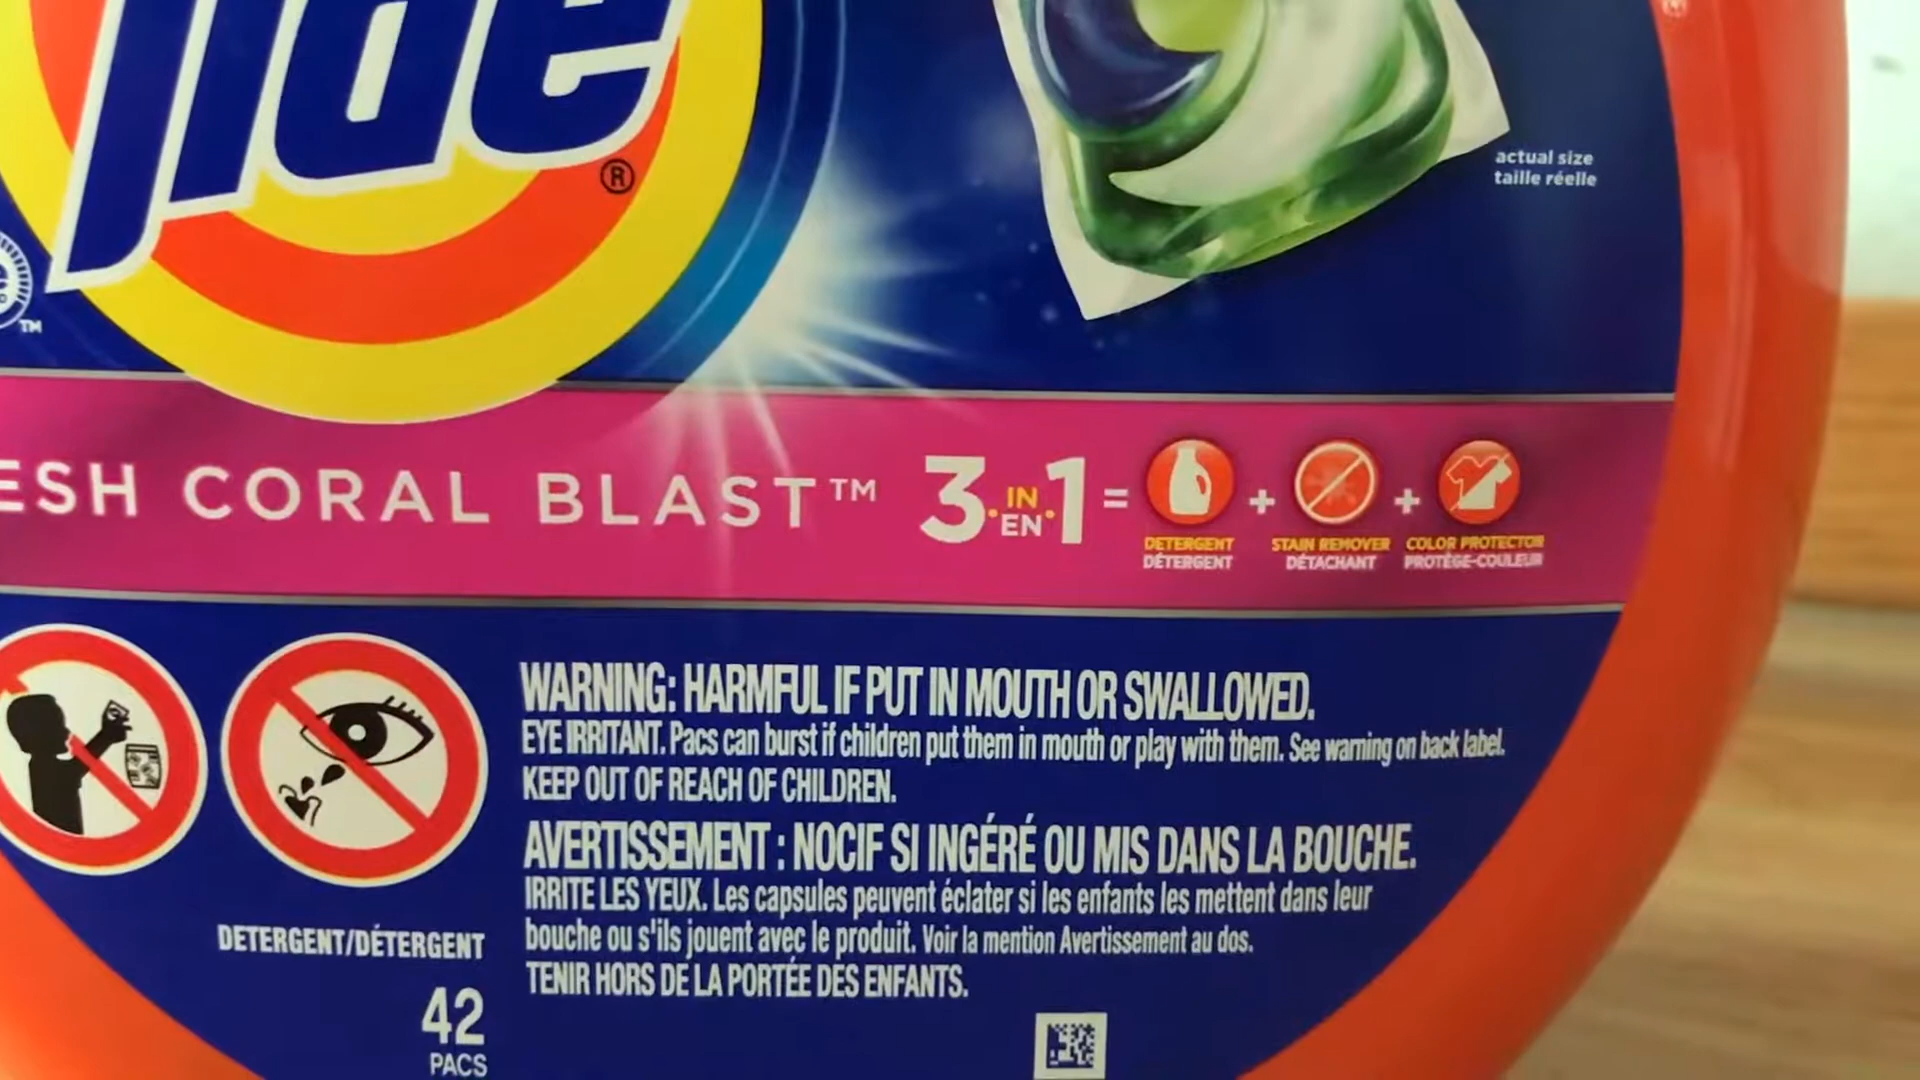 Tide
®
actual size
taille réelle
TM
ESH CORAL BLAST™ 3 IN 1 =
EN
+ +
DETERGENT STAIN REMOVER COLOR PROTECTOR
DÉTERGENT DÉTACHANT PROTÈGE-COULEUR
WARNING: HARMFUL IF PUT IN MOUTH OR SWALLOWED.
EYE IRRITANT. Pacs can burst if children put them in mouth or play with them. See warning on back label.
KEEP OUT OF REACH OF CHILDREN.
AVERTISSEMENT : NOCIF SI INGÉRÉ OU MIS DANS LA BOUCHE.
IRRITE LES YEUX. Les capsules peuvent éclater si les enfants les mettent dans leur
bouche ou s'ils jouent avec le produit. Voir la mention Avertissement au dos.
TENIR HORS DE LA PORTÉE DES ENFANTS.
DETERGENT/DÉTERGENT
42
PACS